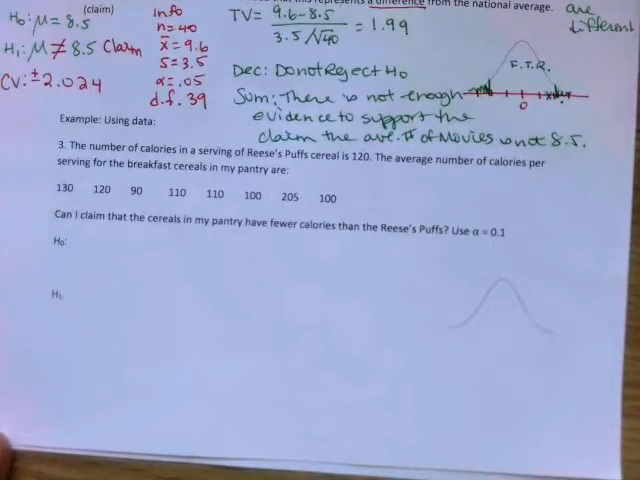 this represents a difference from the national average.
are different
(claim)
H₀: μ = 8.5
H₁: μ ≠ 8.5 Claim
CV: ±2.024
info
n=40
x̄ = 9.6
s = 3.5
α = .05
d.f. 39
TV = (9.6-8.5)/(3.5/√40) = 1.99
Dec: Do not Reject H₀
Sum: There is not enough
evidence to support the
claim the ave. # of Movies is not 8.5.
F.T.R.
0
Example: Using data:
3. The number of calories in a serving of Reese's Puffs cereal is 120. The average number of calories per
serving for the breakfast cereals in my pantry are:
130 120 90 110 110 100 205 100
Can I claim that the cereals in my pantry have fewer calories than the Reese's Puffs? Use α = 0.1
H₀:
H₁